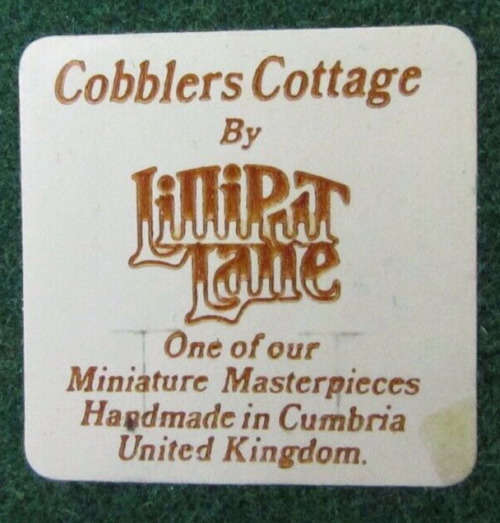 Cobblers Cottage
By
Lilliput
Lane
One of our
Miniature Masterpieces
Handmade in Cumbria
United Kingdom.